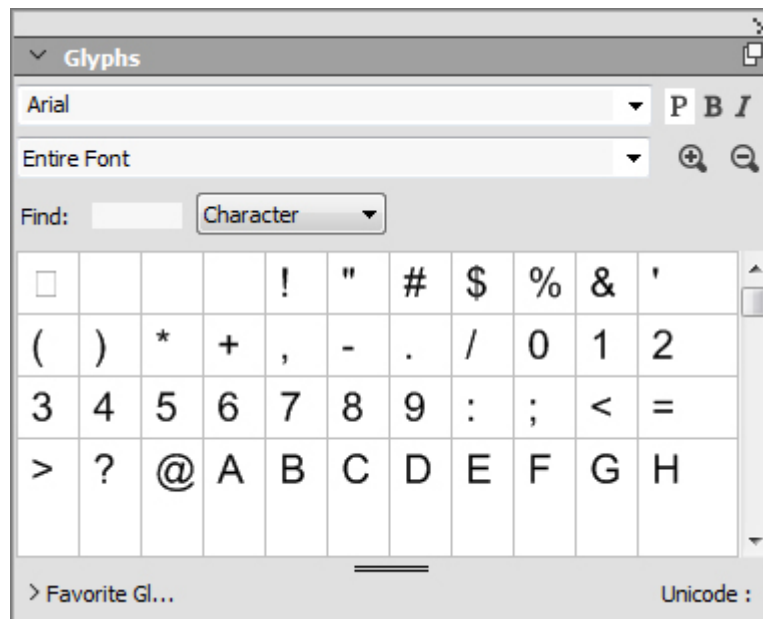 Glyphs
Arial P B I
Entire Font
Find: Character
! " # $ % & '
( ) * + , - . / 0 1 2
3 4 5 6 7 8 9 : ; < =
> ? @ A B C D E F G H
> Favorite Gl... Unicode :